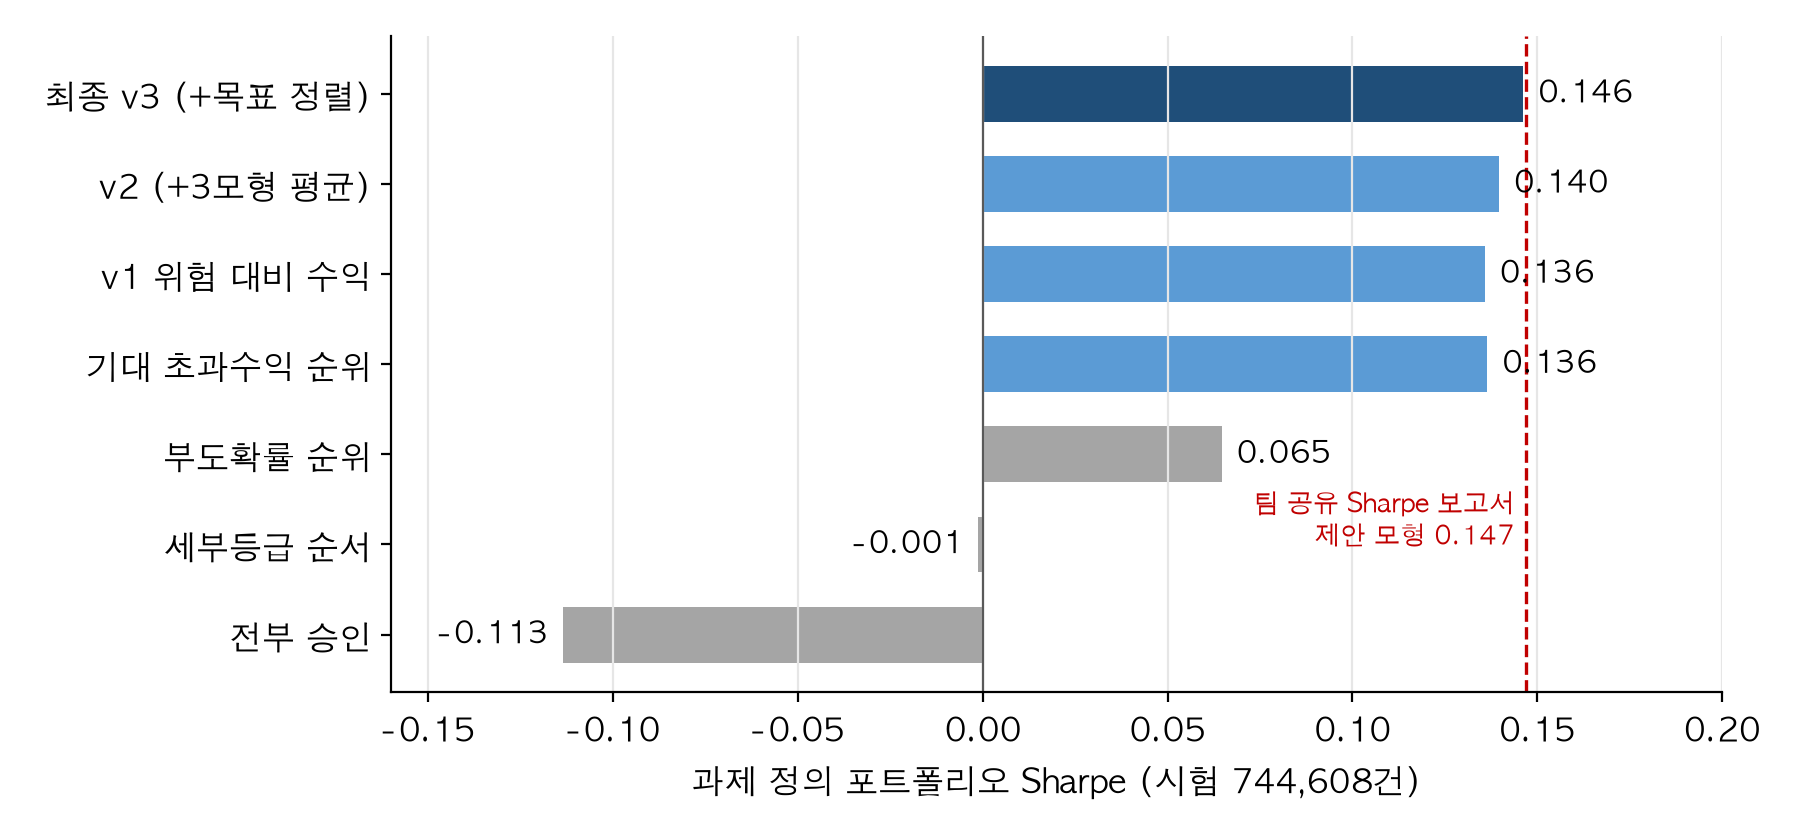 최종 v3 (+목표 정렬)
0.146
v2 (+3모형 평균)
0.140
v1 위험 대비 수익
0.136
기대 초과수익 순위
0.136
부도확률 순위
0.065
팀 공유 Sharpe 보고서
제안 모형 0.147
세부등급 순서
-0.001
전부 승인
-0.113
-0.15 -0.10 -0.05 0.00 0.05 0.10 0.15 0.20
과제 정의 포트폴리오 Sharpe (시험 744,608건)